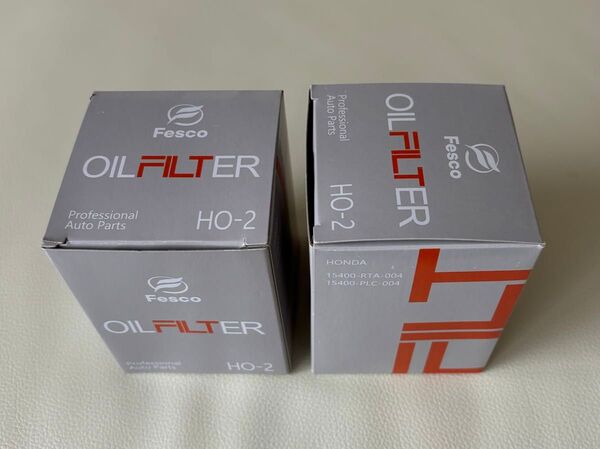 Fesco
OILFILTER
Professional
Auto Parts
HO-2
Fesco
OILFILTER
Professional
Auto Parts
HO-2
Fesco
OILFILTER
Professional
Auto Parts
HO-2
HONDA
15400-RTA-004
15400-PLC-004